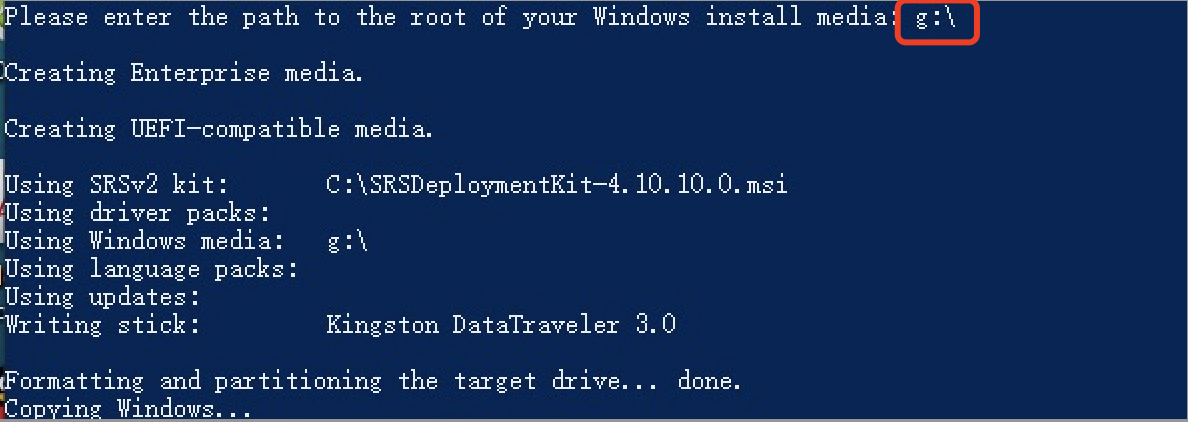 Please enter the path to the root of your Windows install media: g:\
Creating Enterprise media.
Creating UEFI-compatible media.
Using SRSv2 kit: C:\SRSDeploymentKit-4.10.10.0.msi
Using driver packs:
Using Windows media: g:\
Using language packs:
Using updates:
Writing stick: Kingston DataTraveler 3.0
Formatting and partitioning the target drive... done.
Copying Windows...